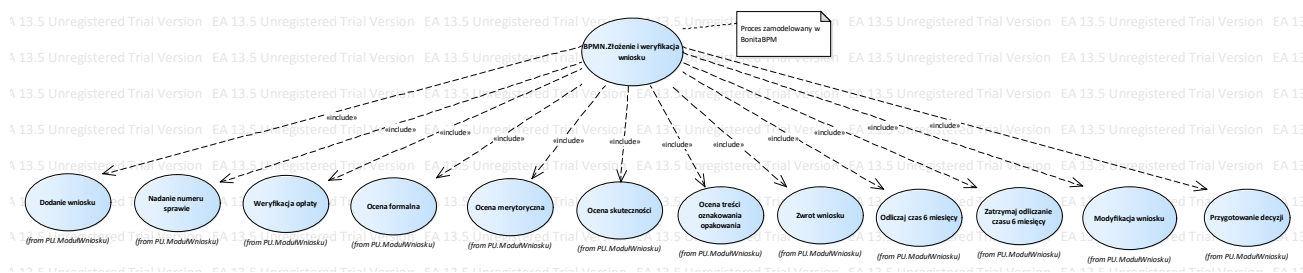 EA 13.5 Unregistered Trial Version
BPMN.Złożenie i weryfikacja
wniosku
Proces zamodelowany w
BonitaBPM
«include»
«include»
«include»
«include»
«include»
«include»
«include»
«include»
«include»
«include»
«include»
«include»
Dodanie wniosku
(from PU.ModułWniosku)
Nadanie numeru
sprawie
(from PU.ModułWniosku)
Weryfikacja opłaty
(from PU.ModułWniosku)
Ocena formalna
(from PU.ModułWniosku)
Ocena merytoryczna
(from PU.ModułWniosku)
Ocena skuteczności
(from PU.ModułWniosku)
Ocena treści
oznakowania
opakowania
(from PU.ModułWniosku)
Zwrot wniosku
(from PU.ModułWniosku)
Odliczaj czas 6 miesięcy
(from PU.ModułWniosku)
Zatrzymaj odliczanie
czasu 6 miesięcy
(from PU.ModułWniosku)
Modyfikacja wniosku
(from PU.ModułWniosku)
Przygotowanie decyzji
(from PU.ModułWniosku)